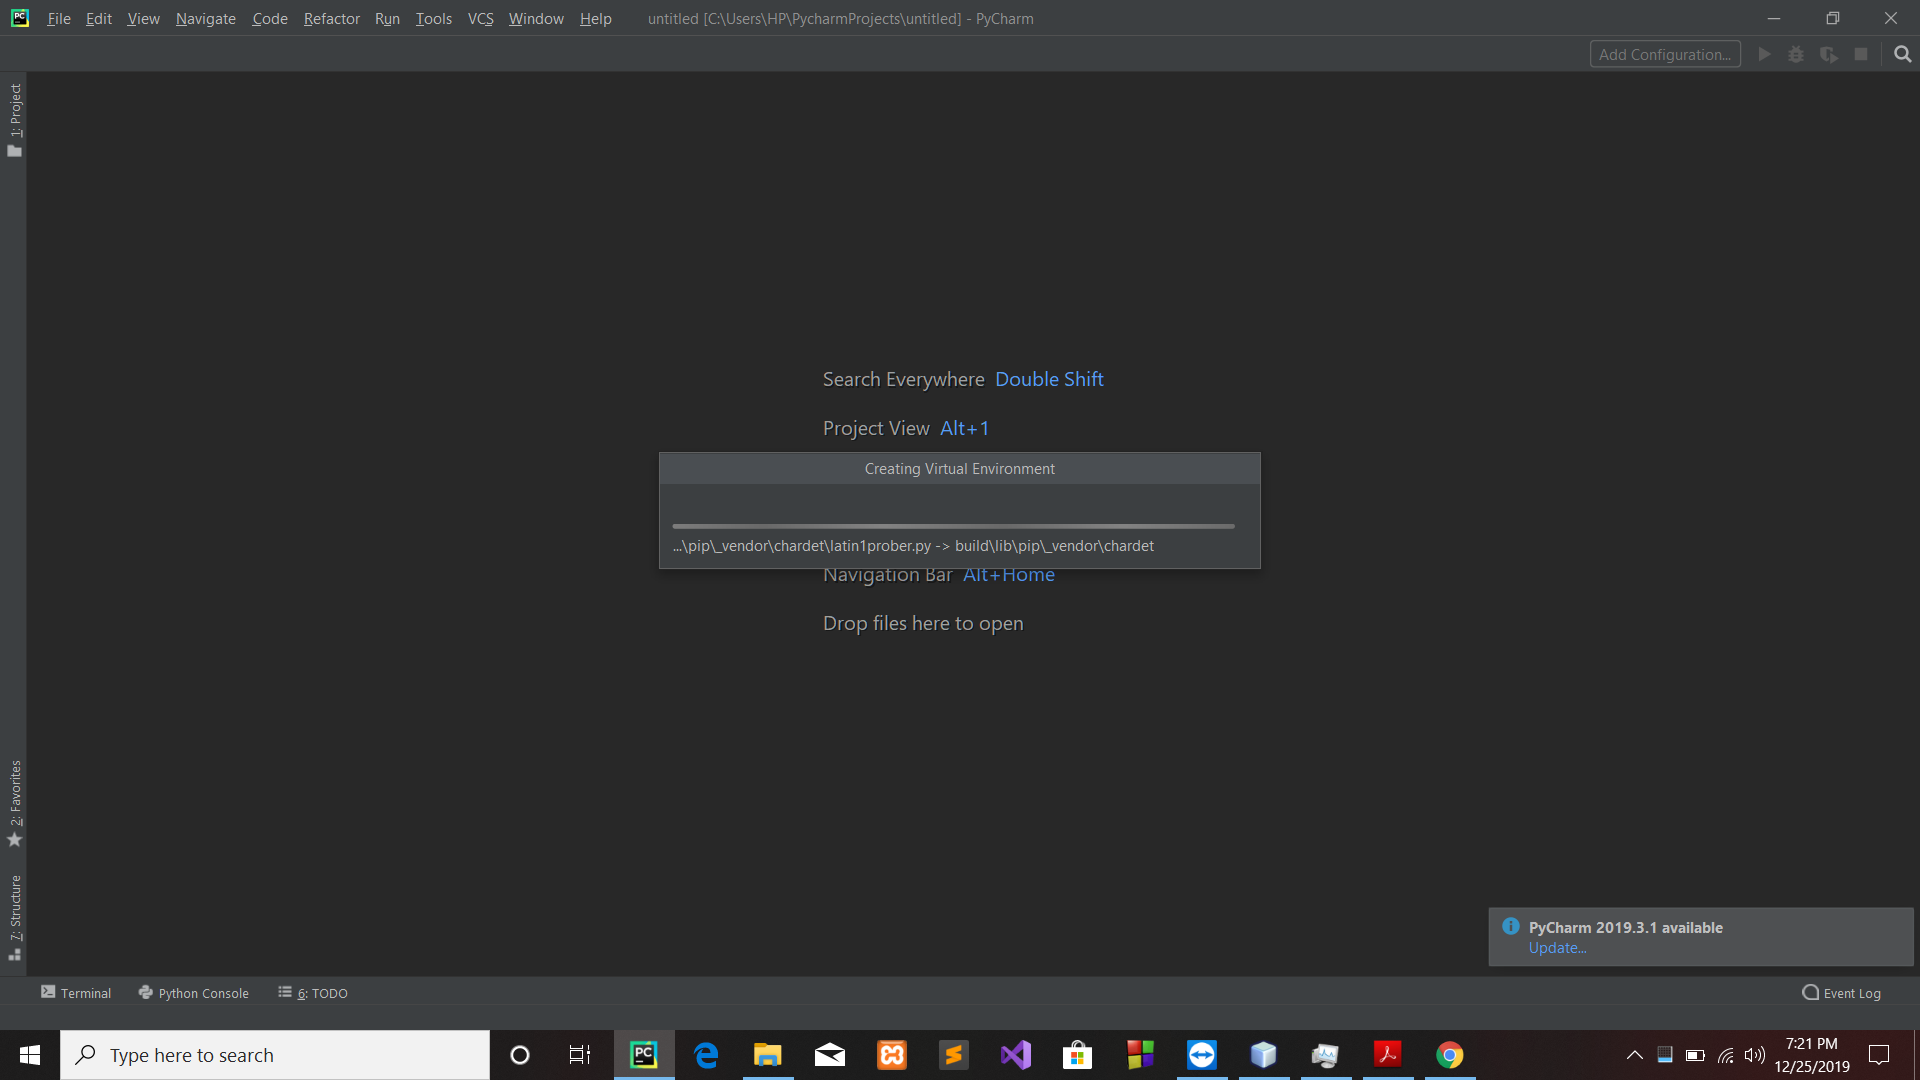 PC File Edit View Navigate Code Refactor Run Tools VCS Window Help untitled [C:\Users\HP\PycharmProjects\untitled] - PyCharm
Add Configuration...
1: Project
Search Everywhere Double Shift
Project View Alt+1
Creating Virtual Environment
...\pip\_vendor\chardet\latin1prober.py -> build\lib\pip\_vendor\chardet
Navigation Bar Alt+Home
Drop files here to open
2: Favorites
7: Structure
PyCharm 2019.3.1 available
Update...
Terminal Python Console 6: TODO Event Log
Type here to search
PC
7:21 PM
12/25/2019